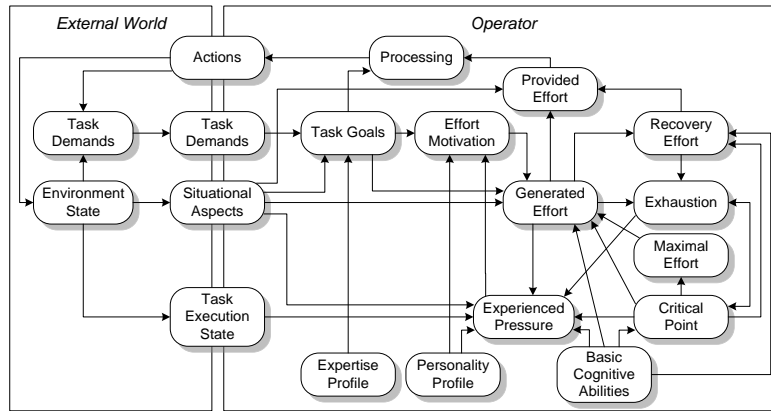 External World
Operator
Actions
Processing
Provided
Effort
Task
Demands
Task
Demands
Task Goals
Effort
Motivation
Recovery
Effort
Environment
State
Situational
Aspects
Generated
Effort
Exhaustion
Maximal
Effort
Task
Execution
State
Experienced
Pressure
Critical
Point
Expertise
Profile
Personality
Profile
Basic
Cognitive
Abilities